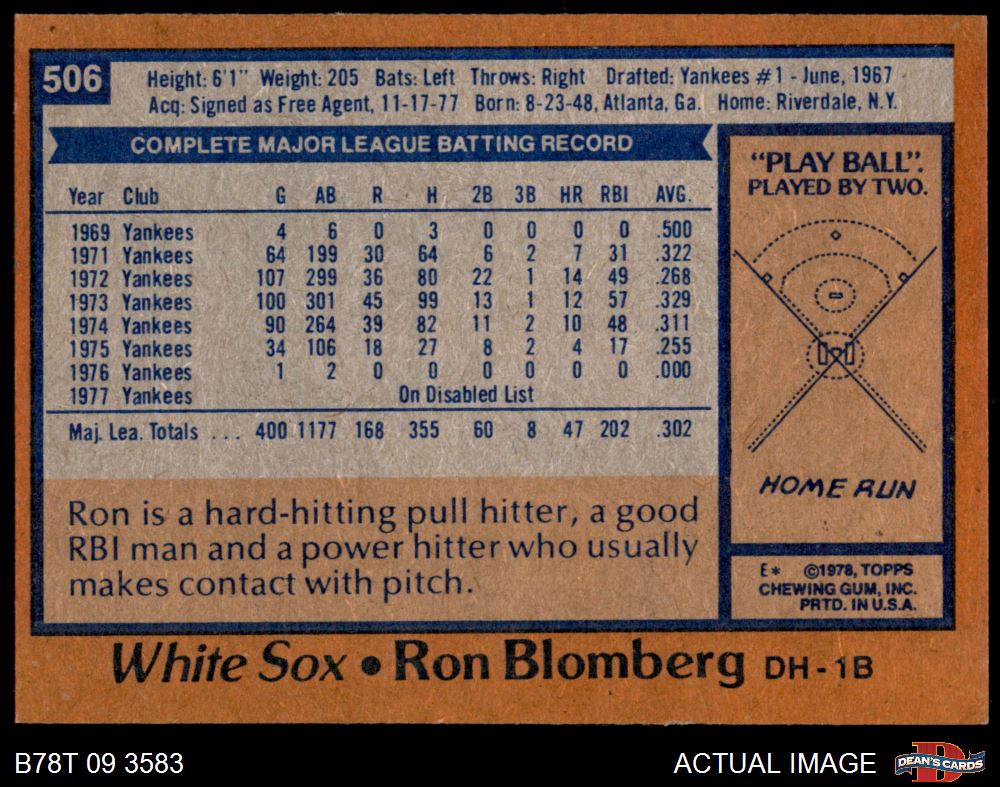 506
Height: 6'1" Weight: 205 Bats: Left Throws: Right Drafted: Yankees #1 - June, 1967
Acq: Signed as Free Agent, 11-17-77 Born: 8-23-48, Atlanta, Ga. Home: Riverdale, N.Y.
COMPLETE MAJOR LEAGUE BATTING RECORD
Year Club G AB R H 2B 3B HR RBI AVG.
1969 Yankees 4 6 0 3 0 0 0 0 .500
1971 Yankees 64 199 30 64 6 2 7 31 .322
1972 Yankees 107 299 36 80 22 1 14 49 .268
1973 Yankees 100 301 45 99 13 1 12 57 .329
1974 Yankees 90 264 39 82 11 2 10 48 .311
1975 Yankees 34 106 18 27 8 2 4 17 .255
1976 Yankees 1 2 0 0 0 0 0 0 .000
1977 Yankees On Disabled List
Maj. Lea. Totals ... 400 1177 168 355 60 8 47 202 .302
Ron is a hard-hitting pull hitter, a good
RBI man and a power hitter who usually
makes contact with pitch.
"PLAY BALL".
PLAYED BY TWO.
HOME RUN
E* ©1978, TOPPS
CHEWING GUM, INC.
PRTD. IN U.S.A.
White Sox • Ron Blomberg DH-1B
B78T 09 3583
ACTUAL IMAGE
DEAN'S CARDS